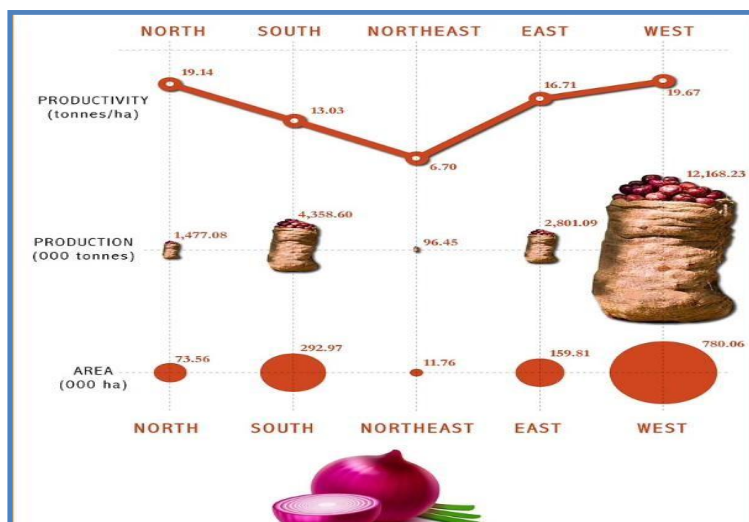 NORTH SOUTH NORTHEAST EAST WEST
19.14
16.71
19.67
PRODUCTIVITY
(tonnes/ha)
13.03
6.70
12,168.23
4,358.60
1,477.08
2,801.09
PRODUCTION
(000 tonnes)
96.45
780.06
292.97
73.56
159.81
11.76
AREA
(000 ha)
NORTH SOUTH NORTHEAST EAST WEST